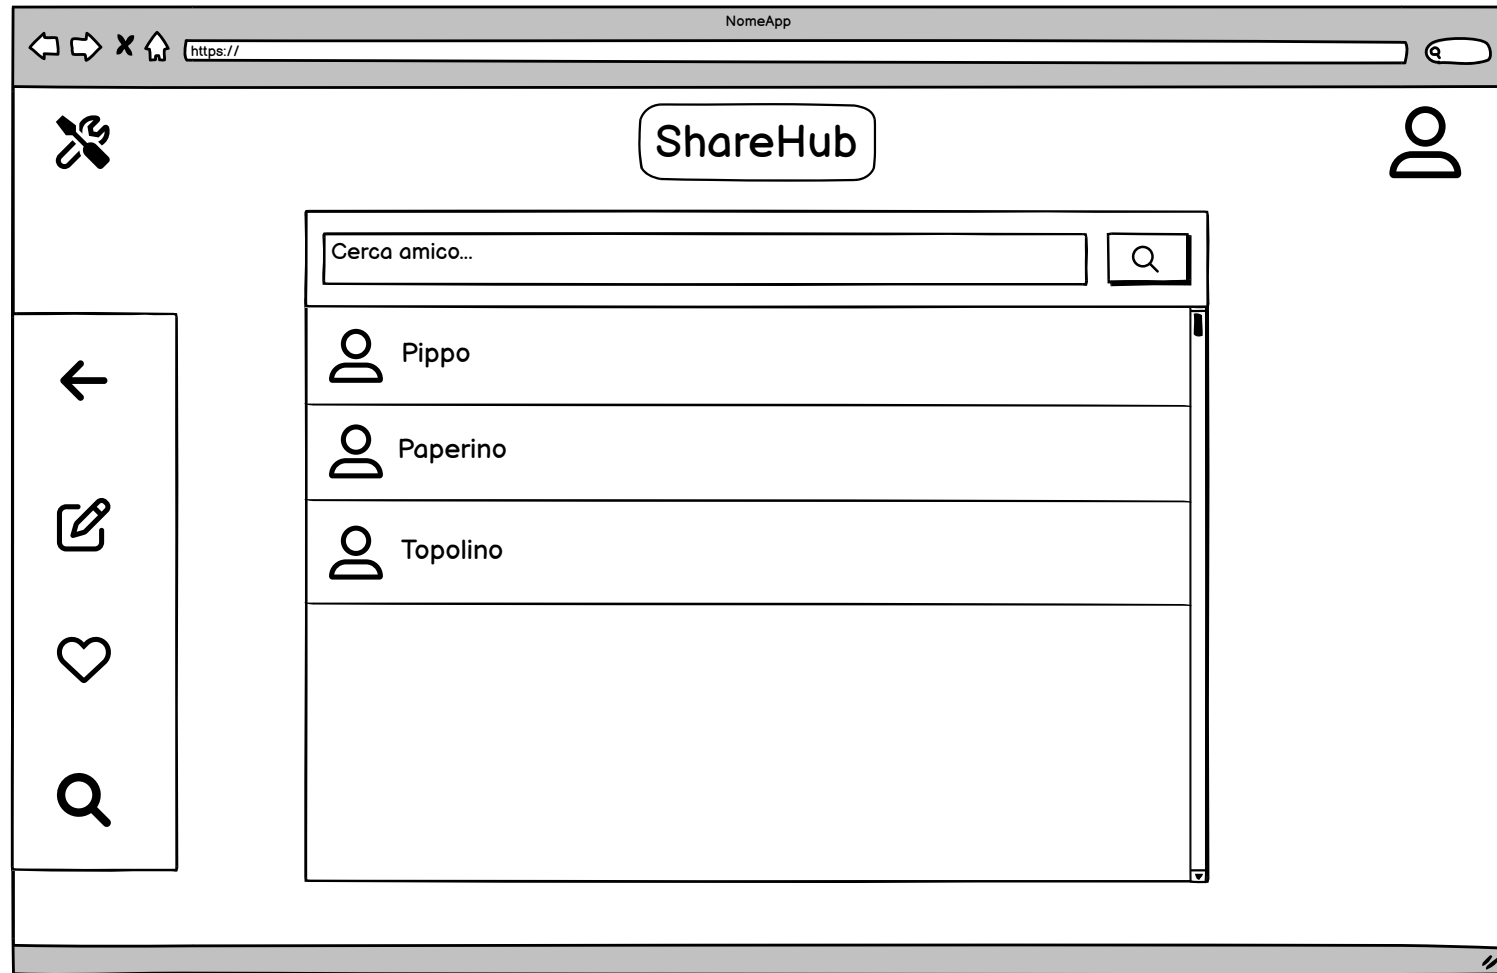 NomeApp
https://
ShareHub
Cerca amico...
Pippo
Paperino
Topolino